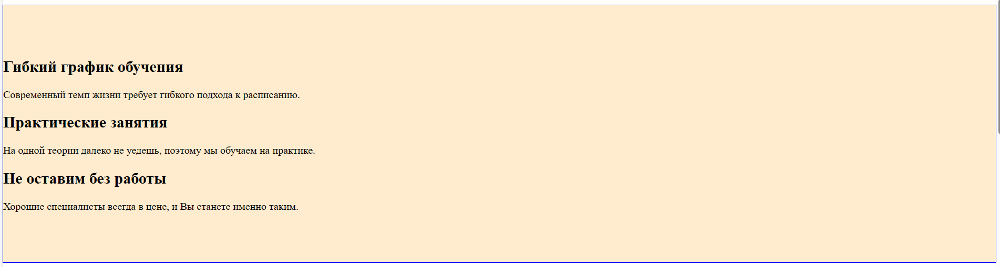 Гибкий график обучения
Современный темп жизни требует гибкого подхода к расписанию.
Практические занятия
На одной теории далеко не уедешь, поэтому мы обучаем на практике.
Не оставим без работы
Хорошие специалисты всегда в цене, и Вы станете именно таким.